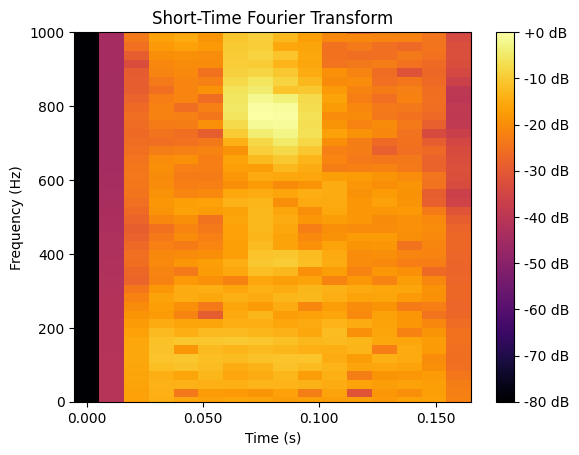 Short-Time Fourier Transform
Frequency (Hz)
1000
800
600
400
200
0
0.000
0.050
0.100
0.150
Time (s)
+0 dB
-10 dB
-20 dB
-30 dB
-40 dB
-50 dB
-60 dB
-70 dB
-80 dB